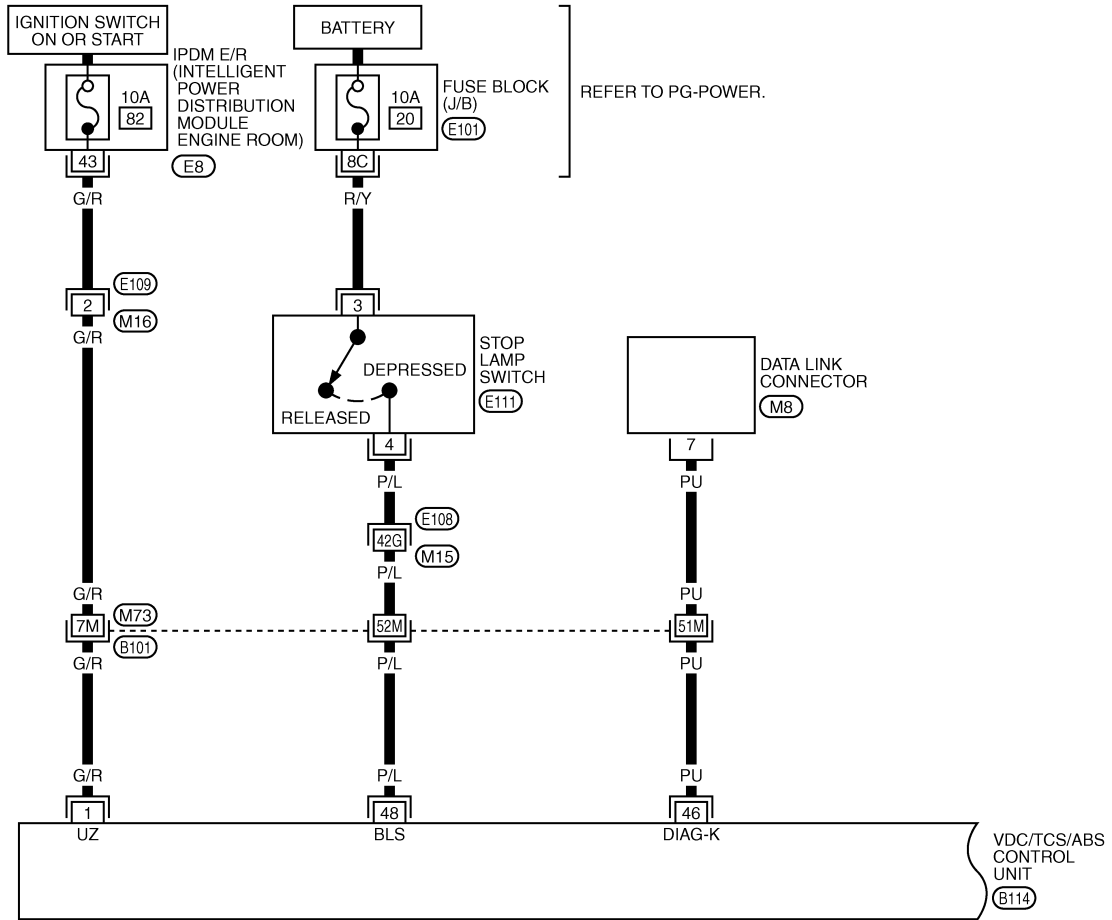 IGNITION SWITCH
ON OR START
BATTERY
IPDM E/R
(INTELLIGENT
POWER
DISTRIBUTION
MODULE
ENGINE ROOM)
E8
10A
82
43
10A
20
8C
FUSE BLOCK
(J/B)
E101
REFER TO PG-POWER.
G/R
R/Y
2
E109
M16
G/R
3
DEPRESSED
RELEASED
STOP
LAMP
SWITCH
E111
4
DATA LINK
CONNECTOR
M8
7
P/L
PU
42G
E108
M15
P/L
G/R
PU
7M
M73
B101
52M
51M
G/R
P/L
PU
G/R
P/L
PU
1
48
46
UZ
BLS
DIAG-K
VDC/TCS/ABS
CONTROL
UNIT
B114